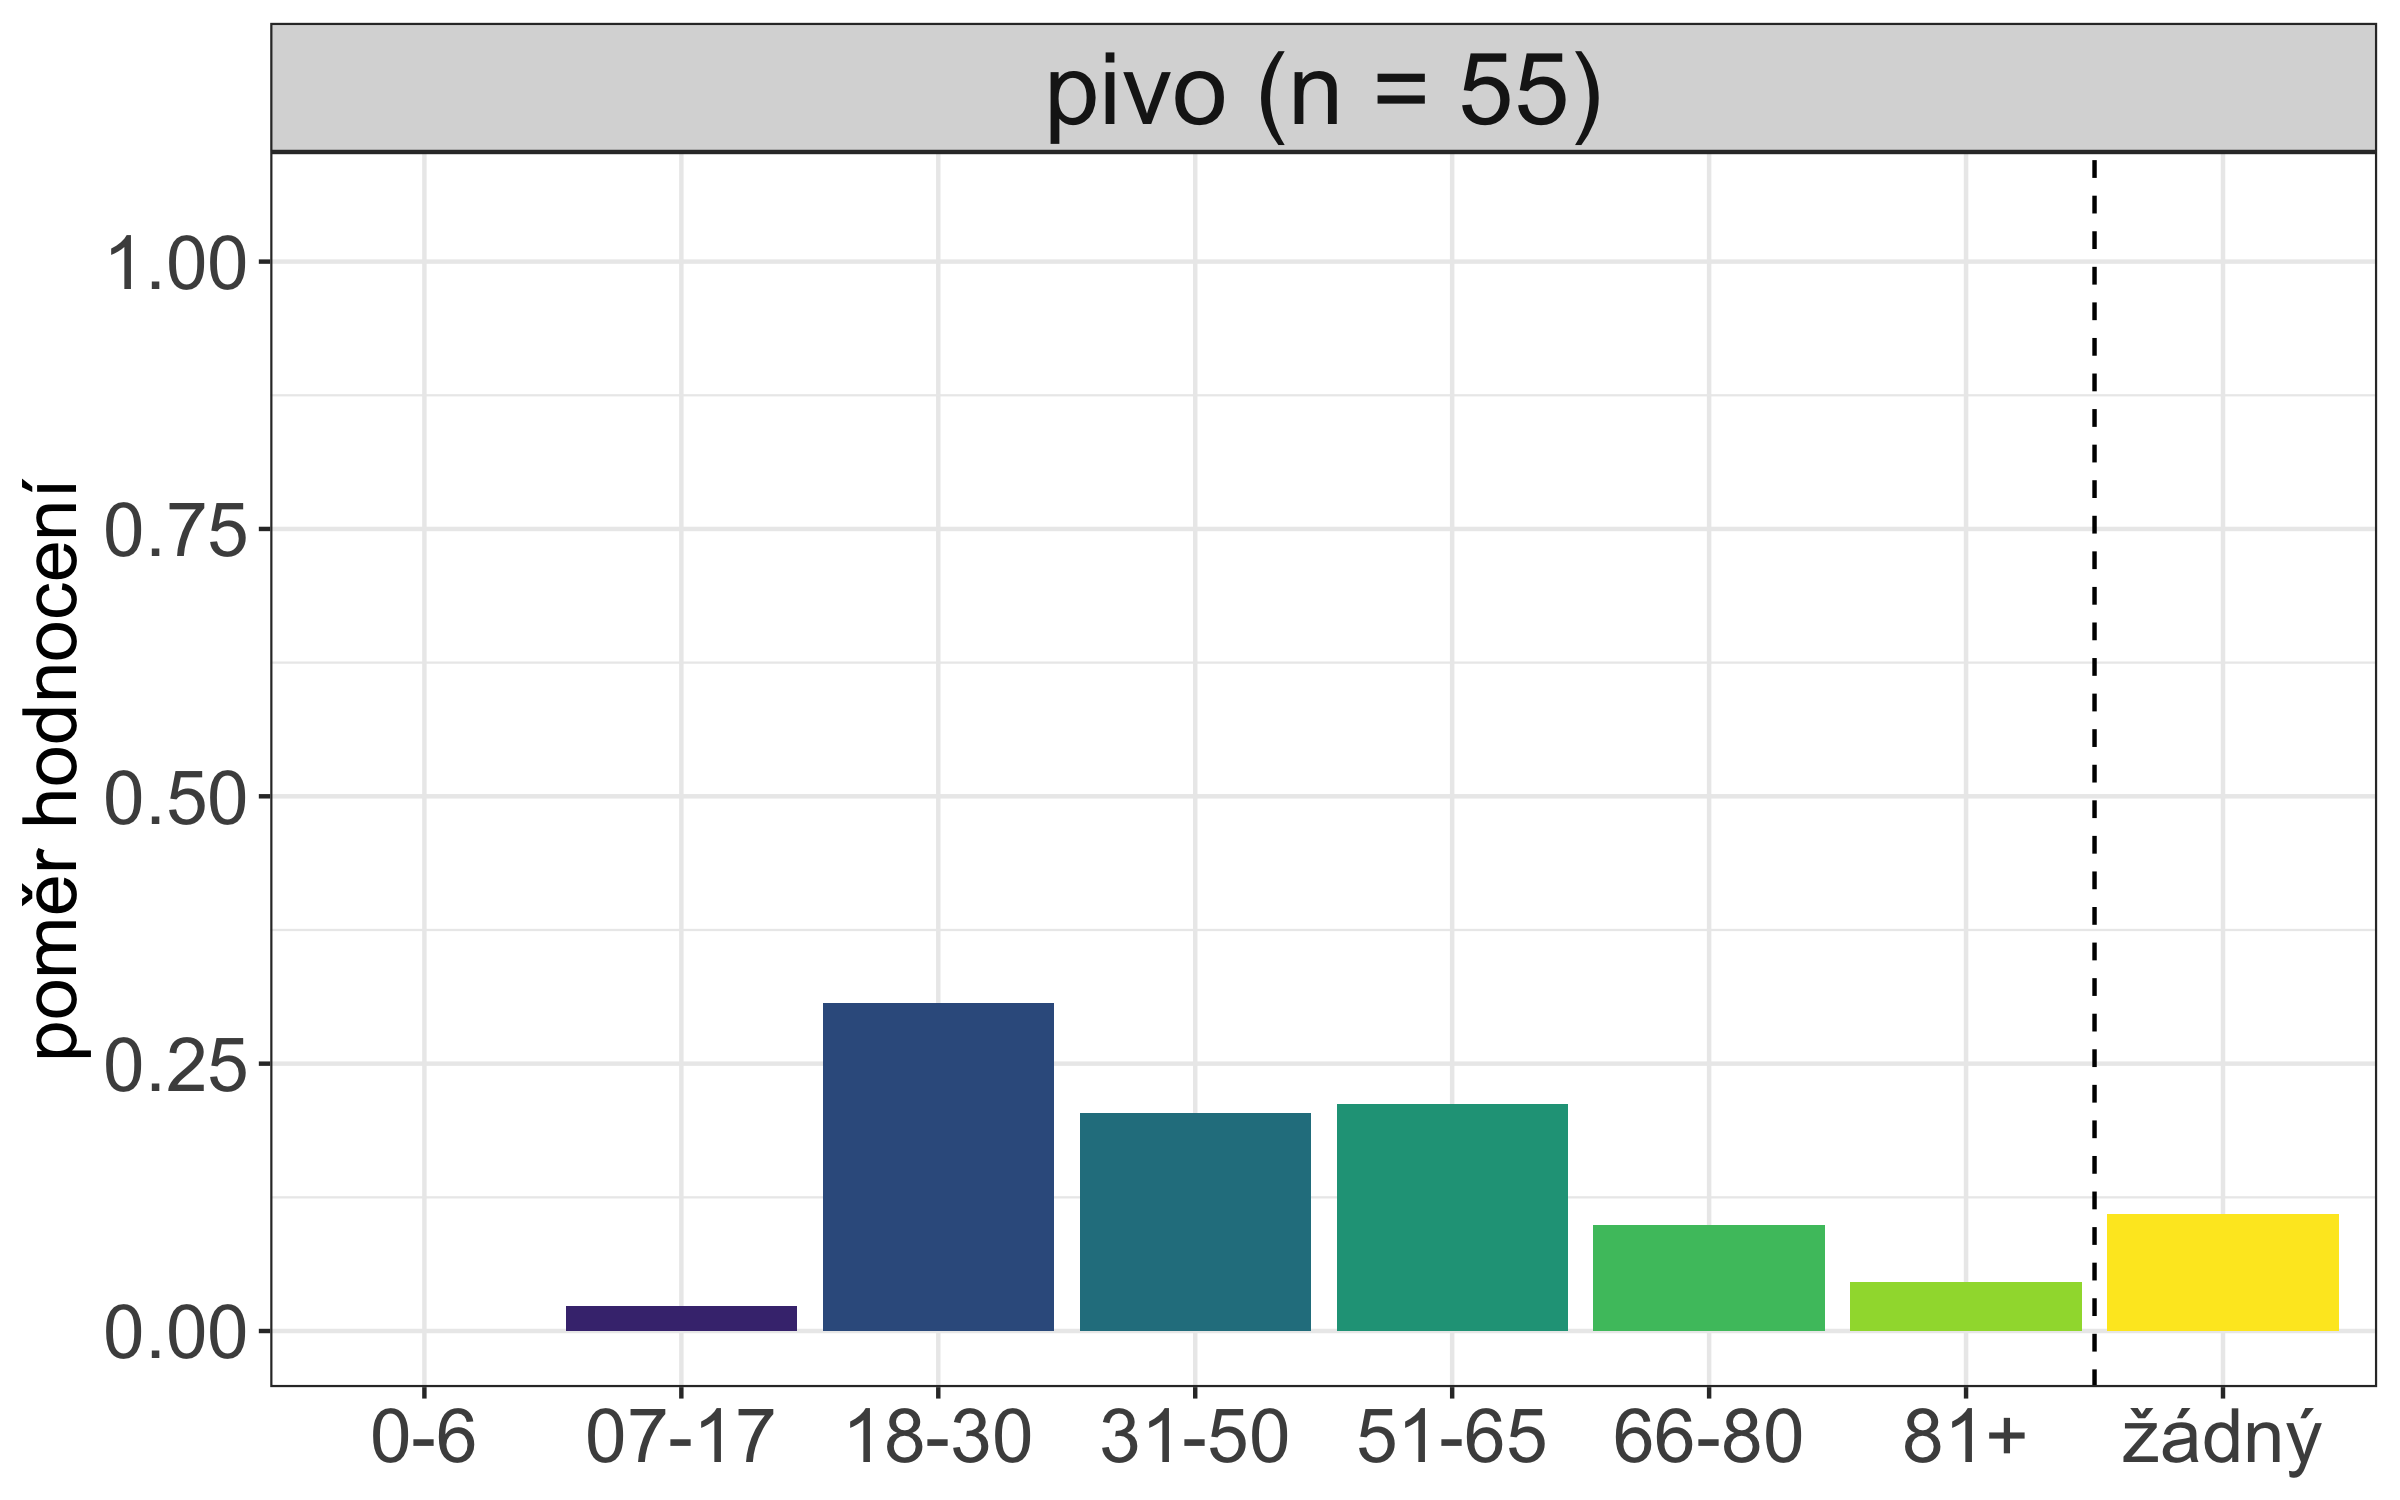 pivo (n = 55)
poměr hodnocení
1.00
0.75
0.50
0.25
0.00
0-6 07-17 18-30 31-50 51-65 66-80 81+ žádný